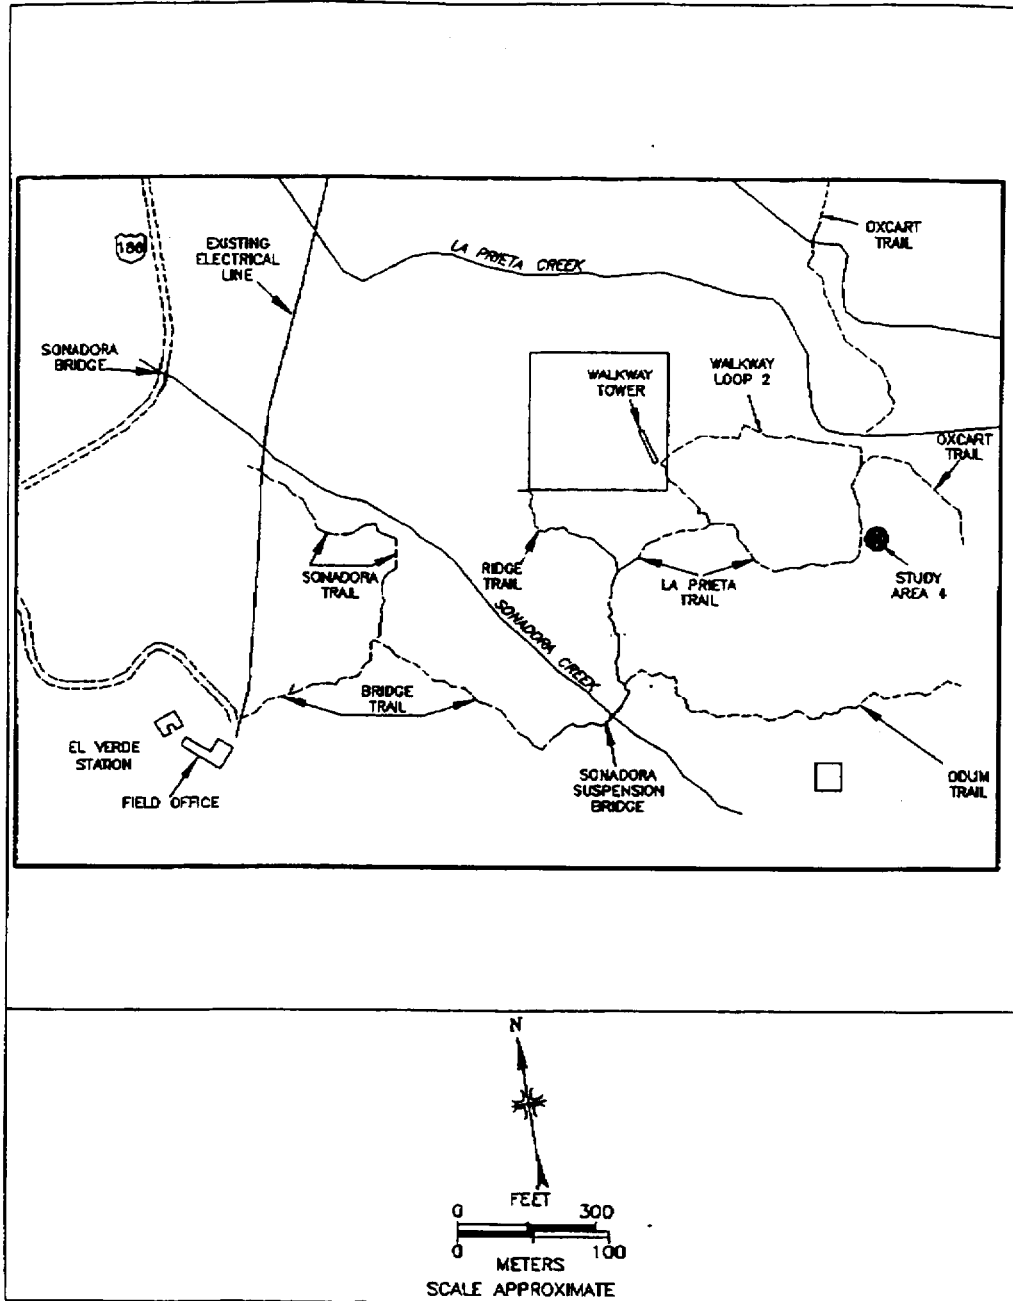 OXCART
TRAIL
186
EXISTING
ELECTRICAL
LINE
LA PRIETA CREEK
SONADORA
BRIDGE
WALKWAY
TOWER
WALKWAY
LOOP 2
OXCART
TRAIL
SONADORA
TRAIL
RIDGE
TRAIL
LA PRIETA
TRAIL
STUDY
AREA 4
SONADORA CREEK
BRIDGE
TRAIL
EL VERDE
STATION
FIELD OFFICE
SONADORA
SUSPENSION
BRIDGE
ODUM
TRAIL
N
FEET
0 300
0 100
METERS
SCALE APPROXIMATE